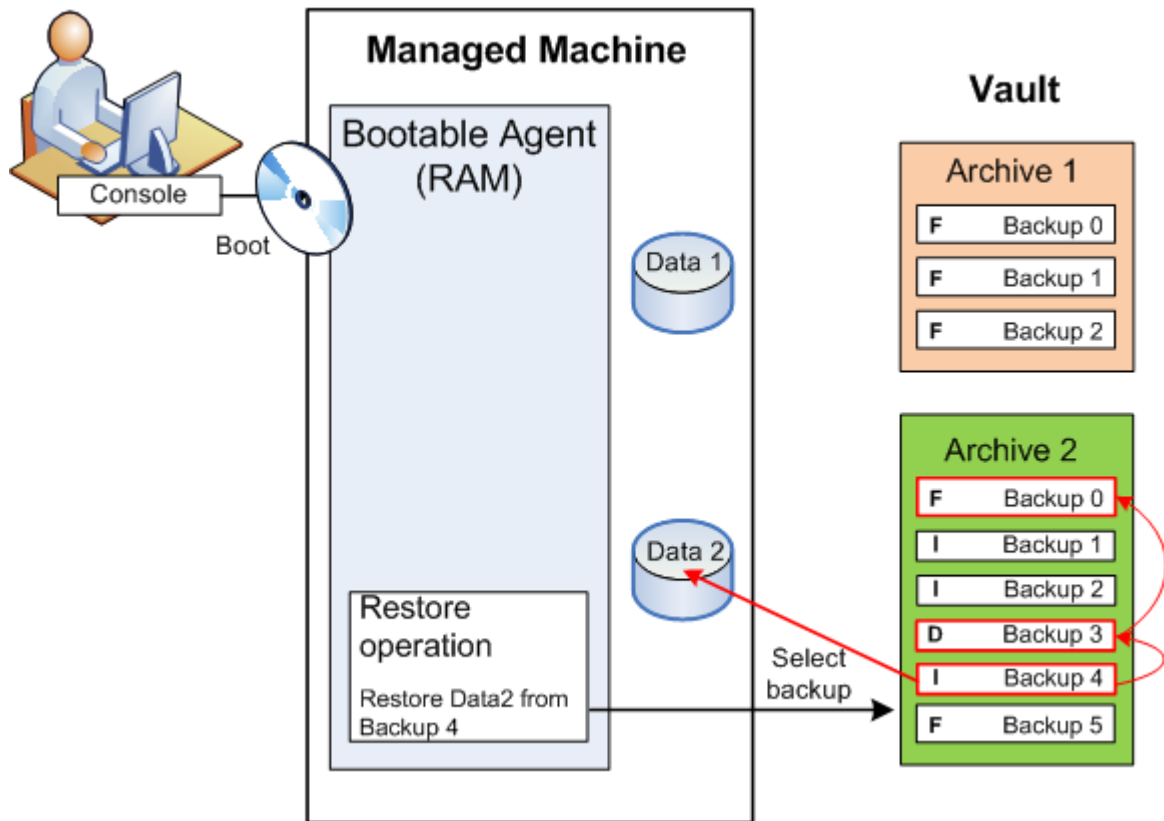 Managed Machine
Bootable Agent
(RAM)
Console
Boot
Data 1
Data 2
Restore
operation
Restore Data2 from
Backup 4
Select
backup
Vault
Archive 1
F Backup 0
F Backup 1
F Backup 2
Archive 2
F Backup 0
I Backup 1
I Backup 2
D Backup 3
I Backup 4
F Backup 5